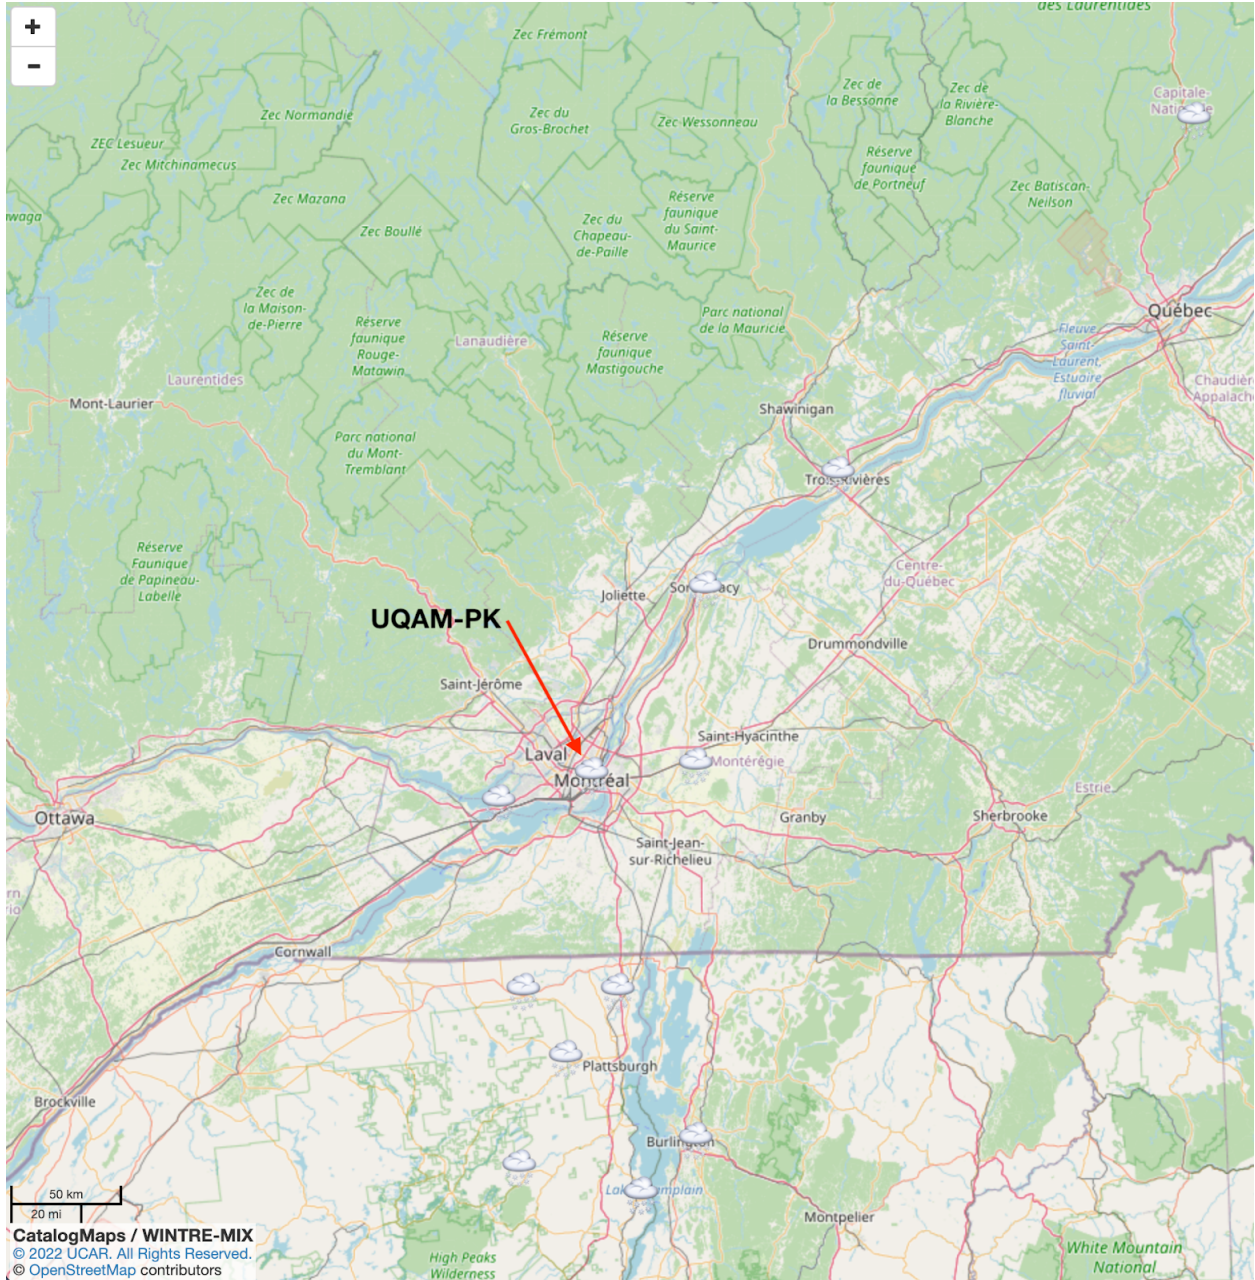 +
−
des Laurentides
Zec Frémont
Zec Normandie
Zec du
Gros-Brochet
Zec Wessonneau
Zec de
la Bessonne
Zec de
la Rivière-
Blanche
Capitale-
ZEC Lesueur
Zec Mitchinamecus
Réserve
faunique
de Portneuf
Zec Mazana
Zec Boullé
Zec du
Chapeau-
de-Paille
Réserve
faunique
du Saint-
Maurice
Zec Batiscan-
Neilson
Zec de
la Maison-
de-Pierre
Réserve
faunique
Rouge-
Matawin
Lanaudière
Réserve
faunique
Mastigouche
Parc national
de la Mauricie
Québec
Fleuve
Saint-
Laurent,
Estuaire
fluvial
Laurentides
Mont-Laurier
Shawinigan
Parc national
du Mont-
Tremblant
Trois-Rivières
Réserve
Faunique
de Papineau-
Labelle
Joliette
Centre-
du-Québec
UQAM-PK
Drummondville
Saint-Jérôme
Laval
Saint-Hyacinthe
Montérégie
Montréal
Estrie
Ottawa
Granby
Sherbrooke
Saint-Jean-
sur-Richelieu
Cornwall
Plattsburgh
Brockville
Burlington
Montpelier
High Peaks
Wilderness
White Mountain
National
50 km
20 mi
CatalogMaps / WINTRE-MIX
© 2022 UCAR. All Rights Reserved.
© OpenStreetMap contributors